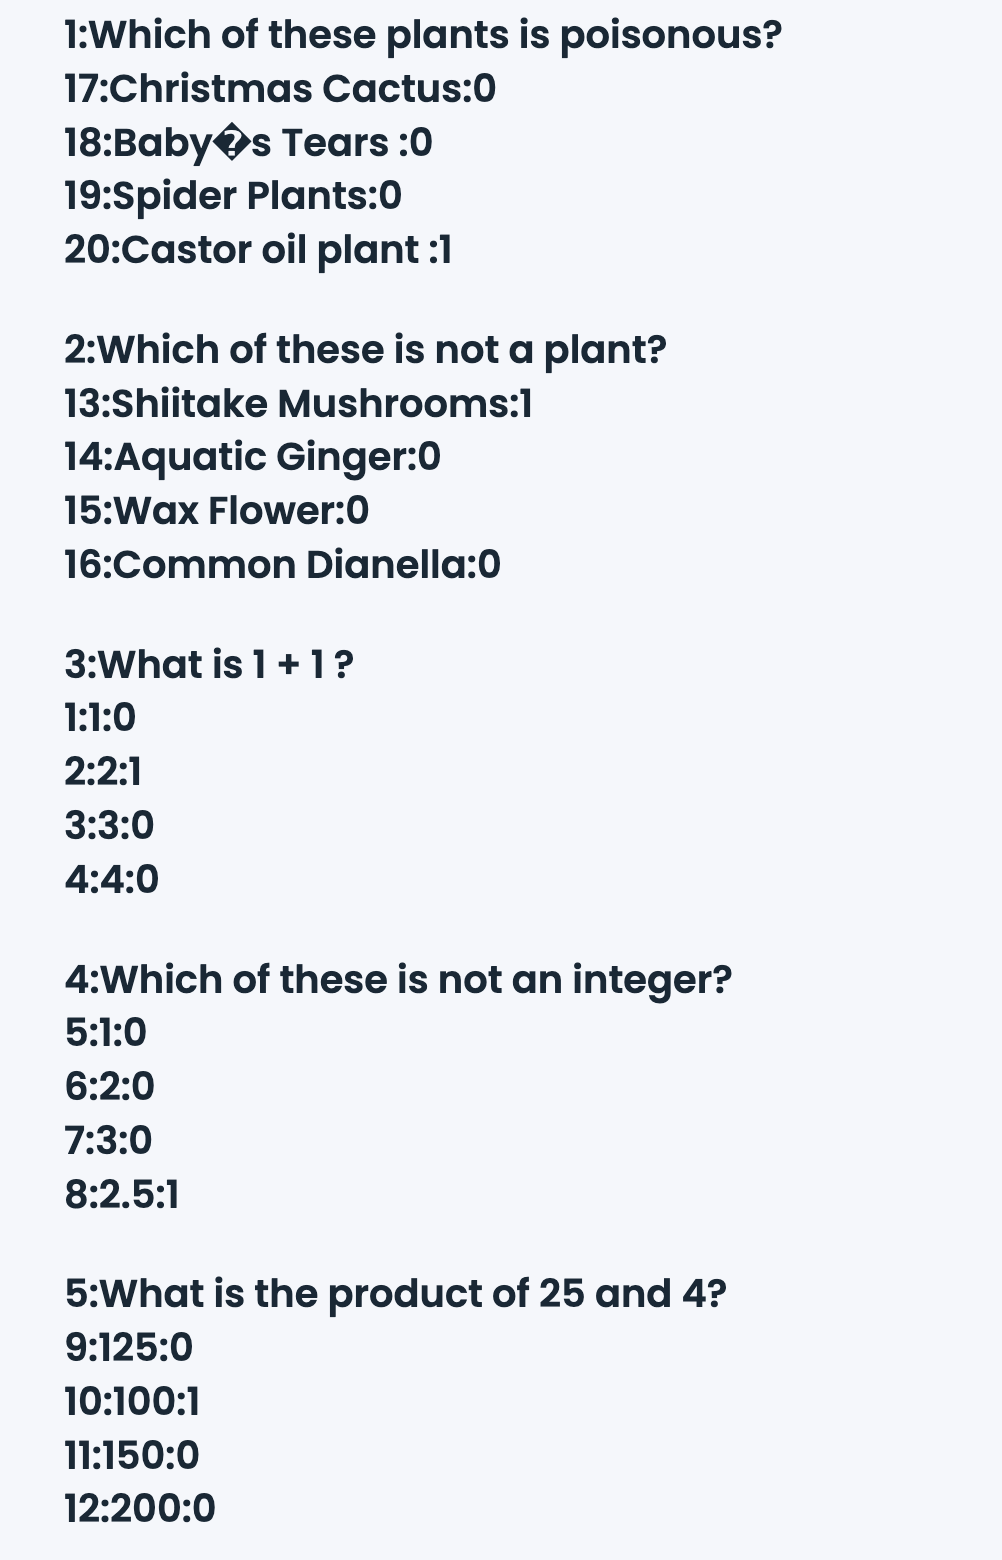 1:Which of these plants is poisonous?
17:Christmas Cactus:0
18:Baby�s Tears :0
19:Spider Plants:0
20:Castor oil plant :1
2:Which of these is not a plant?
13:Shiitake Mushrooms:1
14:Aquatic Ginger:0
15:Wax Flower:0
16:Common Dianella:0
3:What is 1 + 1 ?
1:1:0
2:2:1
3:3:0
4:4:0
4:Which of these is not an integer?
5:1:0
6:2:0
7:3:0
8:2.5:1
5:What is the product of 25 and 4?
9:125:0
10:100:1
11:150:0
12:200:0